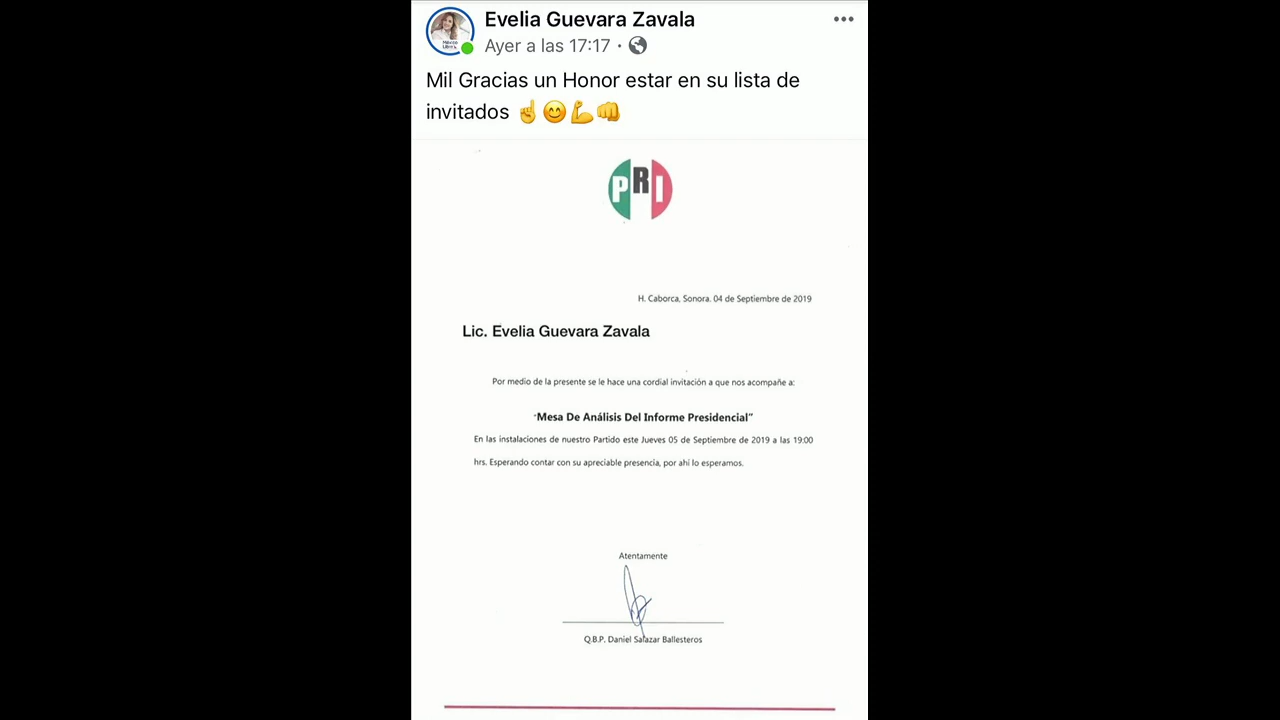 Evelia Guevara Zavala
Ayer a las 17:17 ·
Mil Gracias un Honor estar en su lista de
invitados ☝️😊💪👊
PRI
H. Caborca, Sonora. 04 de Septiembre de 2019
Lic. Evelia Guevara Zavala
Por medio de la presente se le hace una cordial invitación a que nos acompañe a:
"Mesa De Análisis Del Informe Presidencial"
En las instalaciones de nuestro Partido este Jueves 05 de Septiembre de 2019 a las 19:00
hrs. Esperando contar con su apreciable presencia, por ahí lo esperamos.
Atentamente
Q.B.P. Daniel Salazar Ballesteros